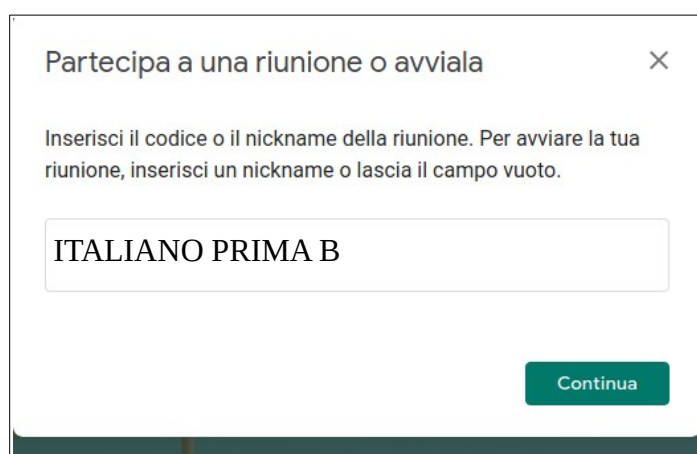 Partecipa a una riunione o avviala
Inserisci il codice o il nickname della riunione. Per avviare la tua
riunione, inserisci un nickname o lascia il campo vuoto.
ITALIANO PRIMA B
Continua